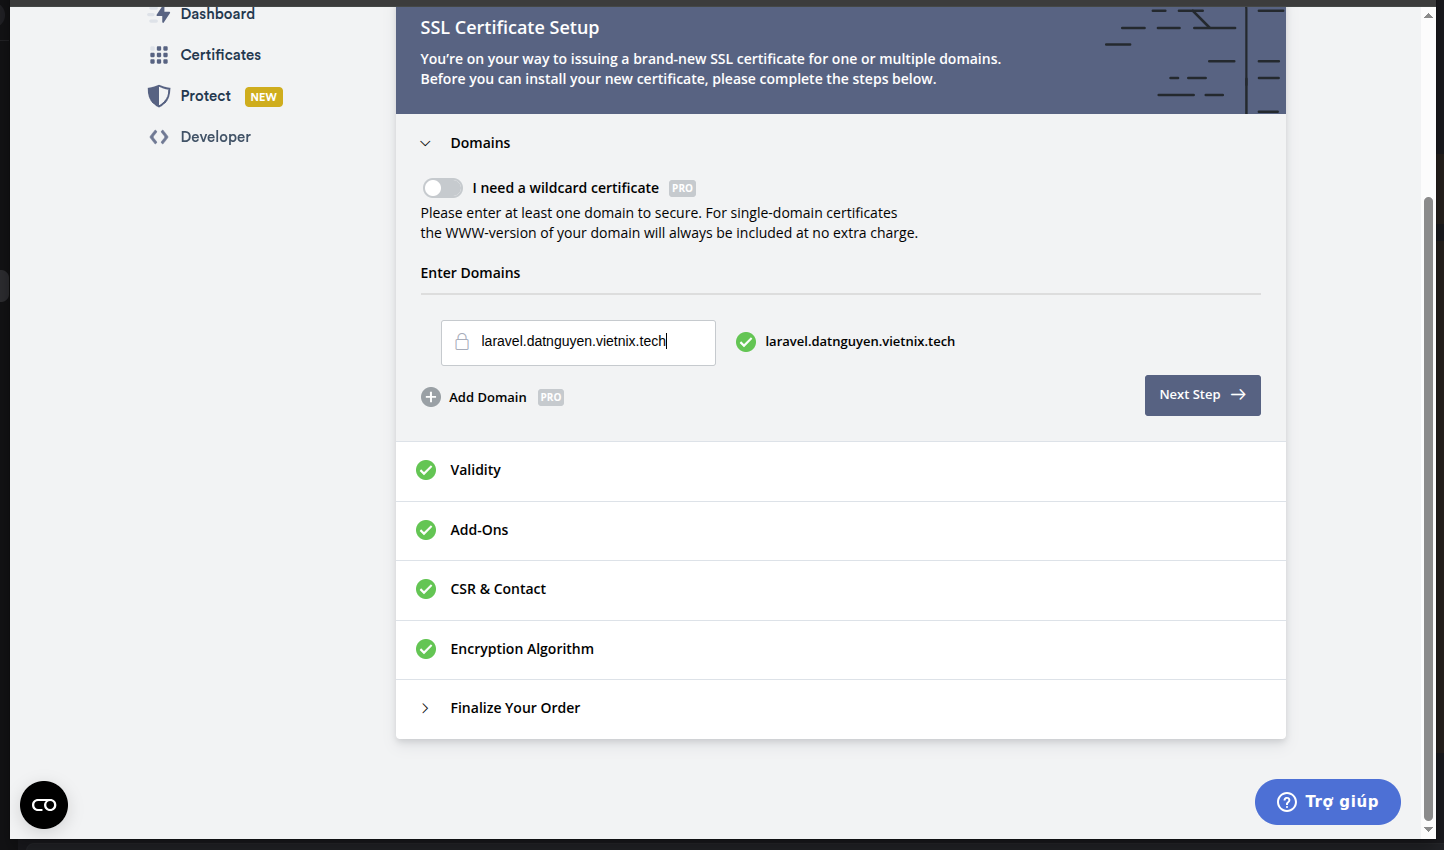 Dashboard
Certificates
Protect NEW
Developer
SSL Certificate Setup
You're on your way to issuing a brand-new SSL certificate for one or multiple domains.
Before you can install your new certificate, please complete the steps below.
Domains
I need a wildcard certificate PRO
Please enter at least one domain to secure. For single-domain certificates
the WWW-version of your domain will always be included at no extra charge.
Enter Domains
laravel.datnguyen.vietnix.tech
laravel.datnguyen.vietnix.tech
Add Domain PRO
Next Step
Validity
Add-Ons
CSR & Contact
Encryption Algorithm
Finalize Your Order
Trợ giúp